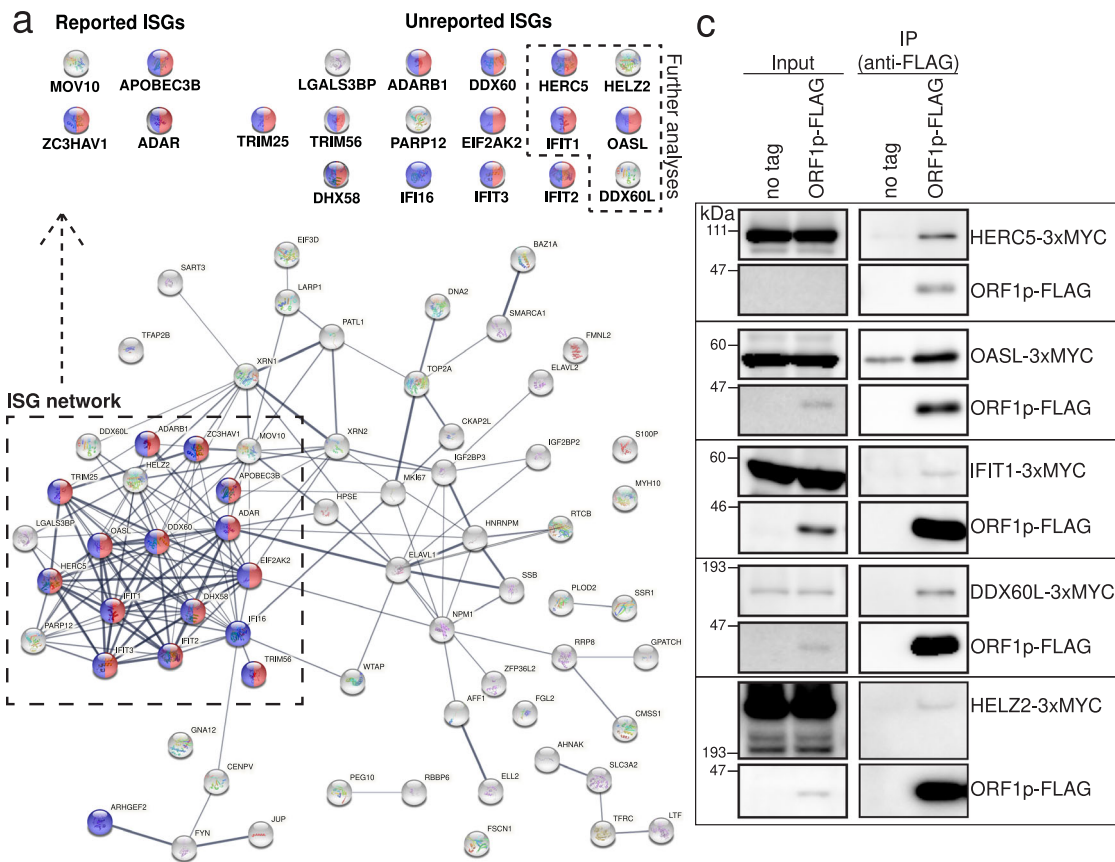 a
Reported ISGs
Unreported ISGs
MOV10
APOBEC3B
LGALS3BP
ADARB1
DDX60
HERC5
HELZ2
ZC3HAV1
ADAR
TRIM25
TRIM56
PARP12
EIF2AK2
IFIT1
OASL
DHX58
IFI16
IFIT3
IFIT2
DDX60L
Further analyses
EIF3D
BAZ1A
SART3
LARP1
DNA2
SMARCA1
TFAP2B
PATL1
FMNL2
XRN1
TOP2A
ELAVL2
ISG network
CKAP2L
DDX60L
ADARB1
ZC3HAV1
MOV10
XRN2
IGF2BP2
S100P
HELZ2
IGF2BP3
TRIM25
APOBEC3B
MKI67
MYH10
HPSE
LGALS3BP
OASL
DDX60
ADAR
HNRNPM
RTCB
HERC5
EIF2AK2
ELAVL1
SSB
PLOD2
SSR1
IFIT1
DHX58
PARP12
IFI16
NPM1
IFIT3
IFIT2
TRIM56
WTAP
ZFP36L2
RRP8
GPATCH
AFF1
FGL2
CMSS1
GNA12
CENPV
AHNAK
SLC3A2
PEG10
RBBP6
ELL2
ARHGEF2
FYN
JUP
FSCN1
TFRC
LTF
c
IP
Input
(anti-FLAG)
no tag
ORF1p-FLAG
no tag
ORF1p-FLAG
kDa
111
HERC5-3xMYC
47
ORF1p-FLAG
60
OASL-3xMYC
47
ORF1p-FLAG
60
IFIT1-3xMYC
46
ORF1p-FLAG
193
DDX60L-3xMYC
47
ORF1p-FLAG
HELZ2-3xMYC
193
47
ORF1p-FLAG